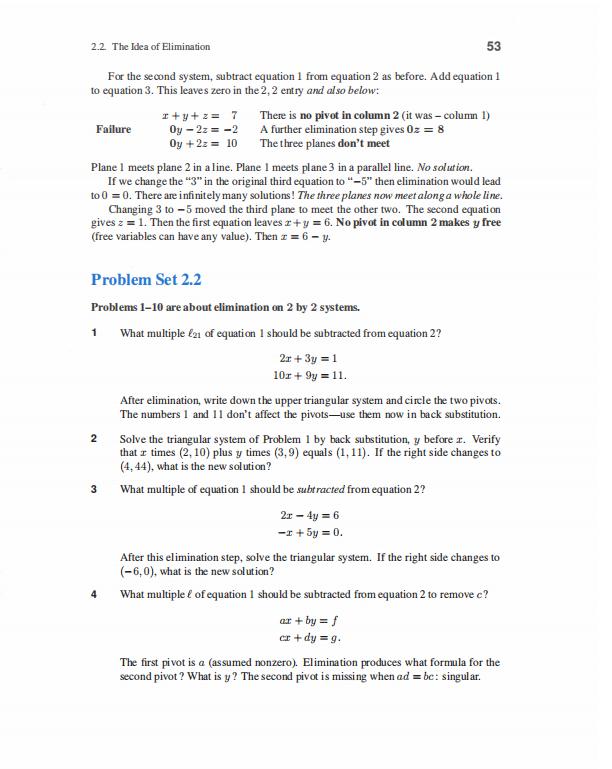 2.2. The Idea of Elimination 53
For the second system, subtract equation 1 from equation 2 as before. Add equation 1
to equation 3. This leaves zero in the 2, 2 entry and also below:
x + y + z = 7 There is no pivot in column 2 (it was – column 1)
Failure 0y − 2z = −2 A further elimination step gives 0z = 8
0y + 2z = 10 The three planes don't meet
Plane 1 meets plane 2 in a line. Plane 1 meets plane 3 in a parallel line. No solution.
If we change the “3” in the original third equation to “−5” then elimination would lead
to 0 = 0. There are infinitely many solutions! The three planes now meet along a whole line.
Changing 3 to −5 moved the third plane to meet the other two. The second equation
gives z = 1. Then the first equation leaves x + y = 6. No pivot in column 2 makes y free
(free variables can have any value). Then x = 6 − y.
Problem Set 2.2
Problems 1–10 are about elimination on 2 by 2 systems.
1 What multiple ℓ₂₁ of equation 1 should be subtracted from equation 2?
2x + 3y = 1
10x + 9y = 11.
After elimination, write down the upper triangular system and circle the two pivots.
The numbers 1 and 11 don't affect the pivots—use them now in back substitution.
2 Solve the triangular system of Problem 1 by back substitution, y before x. Verify
that x times (2, 10) plus y times (3, 9) equals (1, 11). If the right side changes to
(4, 44), what is the new solution?
3 What multiple of equation 1 should be subtracted from equation 2?
2x − 4y = 6
−x + 5y = 0.
After this elimination step, solve the triangular system. If the right side changes to
(−6, 0), what is the new solution?
4 What multiple ℓ of equation 1 should be subtracted from equation 2 to remove c?
ax + by = f
cx + dy = g.
The first pivot is a (assumed nonzero). Elimination produces what formula for the
second pivot? What is y? The second pivot is missing when ad = bc: singular.